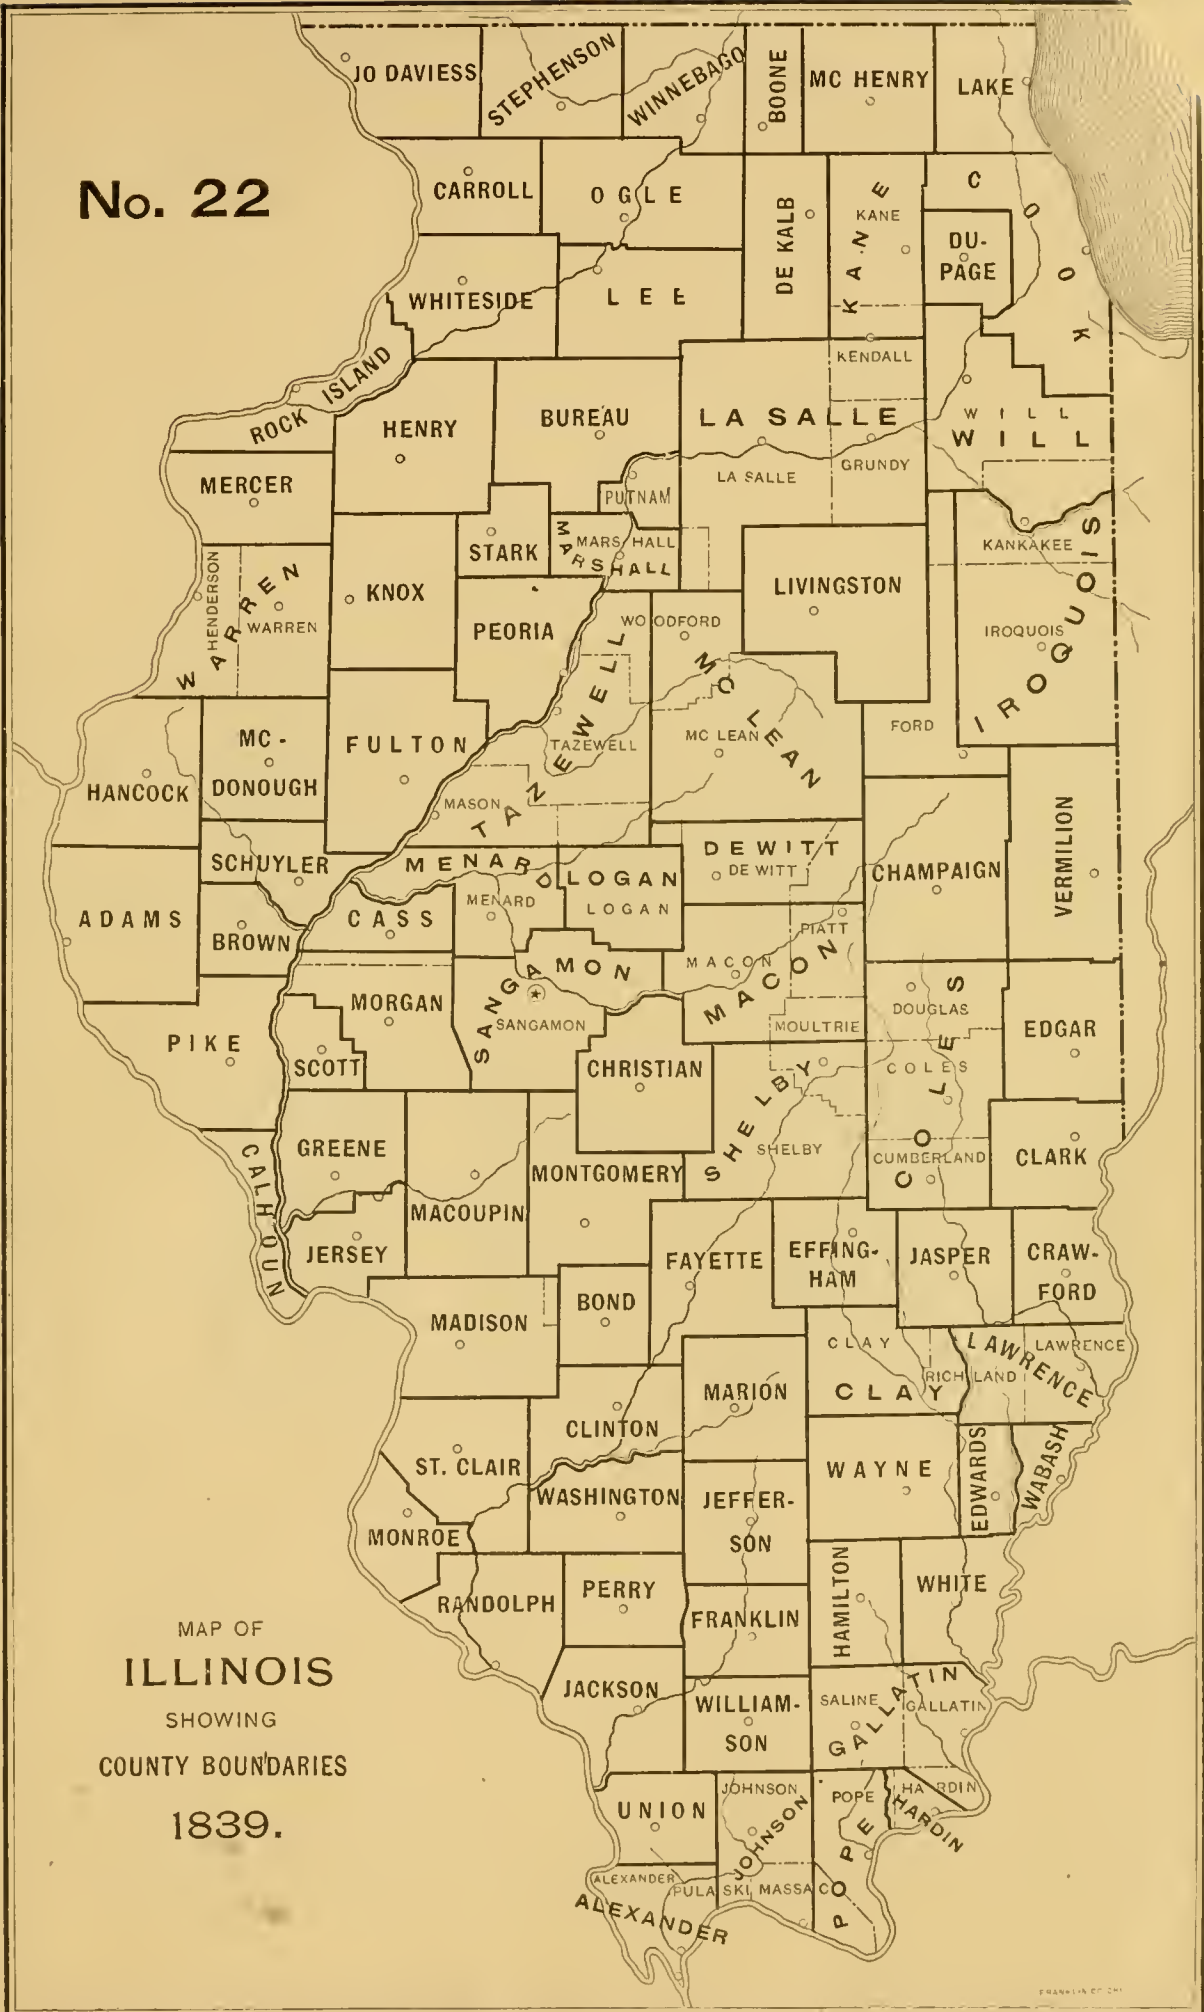 JO DAVIESS
STEPHENSON
WINNEBAGO
BOONE
MC HENRY
LAKE
No. 22
CARROLL
OGLE
DE KALB
KANE
KANE
COOK
DU-
PAGE
WHITESIDE
LEE
KENDALL
ROCK ISLAND
HENRY
BUREAU
LA SALLE
WILL
WILL
LA SALLE
GRUNDY
MERCER
PUTNAM
STARK
MARSHALL
MARSHALL
KANKAKEE
HENDERSON
WARREN
WARREN
KNOX
PEORIA
WOODFORD
LIVINGSTON
IROQUOIS
IROQUOIS
HANCOCK
MC-
DONOUGH
FULTON
TAZEWELL
TANEWELL
MC LEAN
MC LEAN
FORD
MASON
VERMILION
SCHUYLER
MENARD
LOGAN
LOGAN
DEWITT
DE WITT
CHAMPAIGN
ADAMS
BROWN
CASS
MENARD
PIATT
MORGAN
SANGAMON
SANGAMON
MACON
MACON
MOULTRIE
DOUGLAS
COLES
COLES
EDGAR
PIKE
SCOTT
CHRISTIAN
SHELBY
SHELBY
CUMBERLAND
CLARK
CALHOUN
GREENE
MACOUPIN
MONTGOMERY
JERSEY
FAYETTE
EFFING-
HAM
JASPER
CRAW-
FORD
MADISON
BOND
CLAY
CLAY
RICHLAND
LAWRENCE
LAWRENCE
MARION
CLINTON
ST. CLAIR
WASHINGTON
JEFFER-
SON
WAYNE
EDWARDS
WABASH
MONROE
RANDOLPH
PERRY
FRANKLIN
HAMILTON
WHITE
JACKSON
WILLIAM-
SON
SALINE
GALLATIN
GALLATIN
UNION
JOHNSON
JOHNSON
POPE
POPE
HARDIN
HARDIN
ALEXANDER
ALEXANDER
PULASKI
MASSAC
MAP OF
ILLINOIS
SHOWING
COUNTY BOUNDARIES
1839.